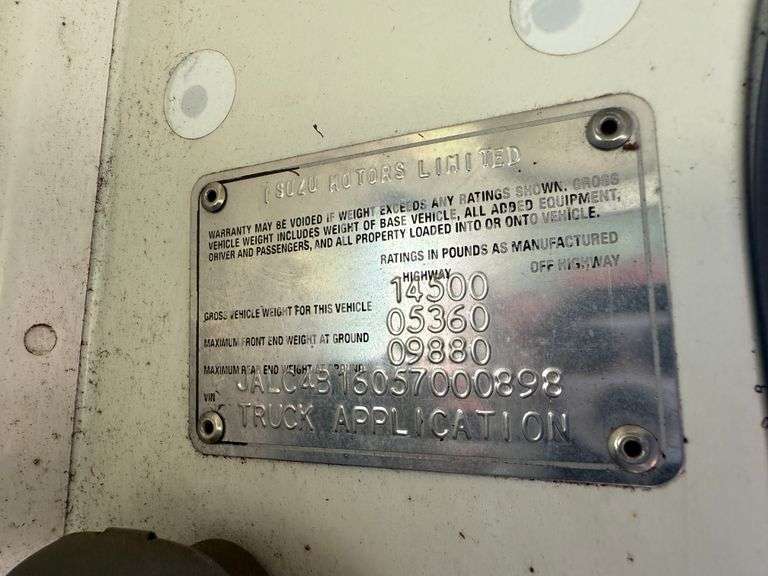 ISUZU MOTORS LIMITED
WARRANTY MAY BE VOIDED IF WEIGHT EXCEEDS ANY RATINGS SHOWN. GROSS
VEHICLE WEIGHT INCLUDES WEIGHT OF BASE VEHICLE, ALL ADDED EQUIPMENT,
DRIVER AND PASSENGERS, AND ALL PROPERTY LOADED INTO OR ONTO VEHICLE.
RATINGS IN POUNDS AS MANUFACTURED
HIGHWAY OFF HIGHWAY
GROSS VEHICLE WEIGHT FOR THIS VEHICLE 14500
MAXIMUM FRONT END WEIGHT AT GROUND 05360
MAXIMUM REAR END WEIGHT AT GROUND 09880
VIN JALC4B16057000898
TRUCK APPLICATION